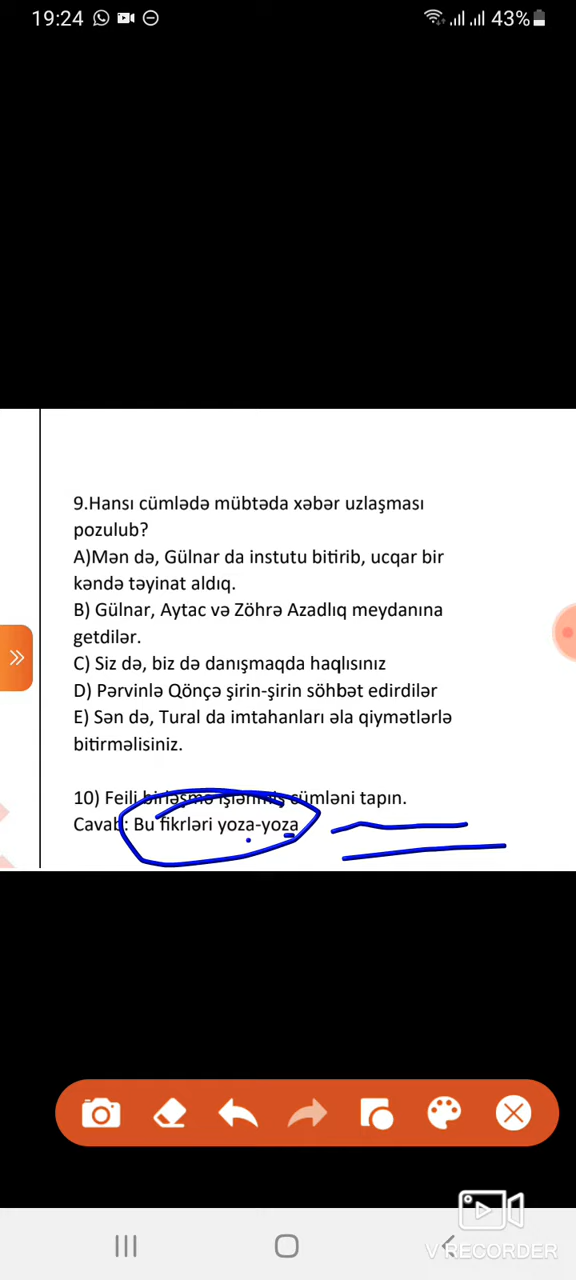 19:24
43%
9.Hansı cümlədə mübtəda xəbər uzlaşması
pozulub?
A)Mən də, Gülnar da instutu bitirib, ucqar bir
kəndə təyinat aldıq.
B) Gülnar, Aytac və Zöhrə Azadlıq meydanına
getdilər.
C) Siz də, biz də danışmaqda haqlısınız
D) Pərvinlə Qönçə şirin-şirin söhbət edirdilər
E) Sən də, Tural da imtahanları əla qiymətlərlə
bitirməlisiniz.
10) Feili birləşmə işlənmiş cümləni tapın.
Cavab: Bu fikrləri yoza-yoza
V RECORDER